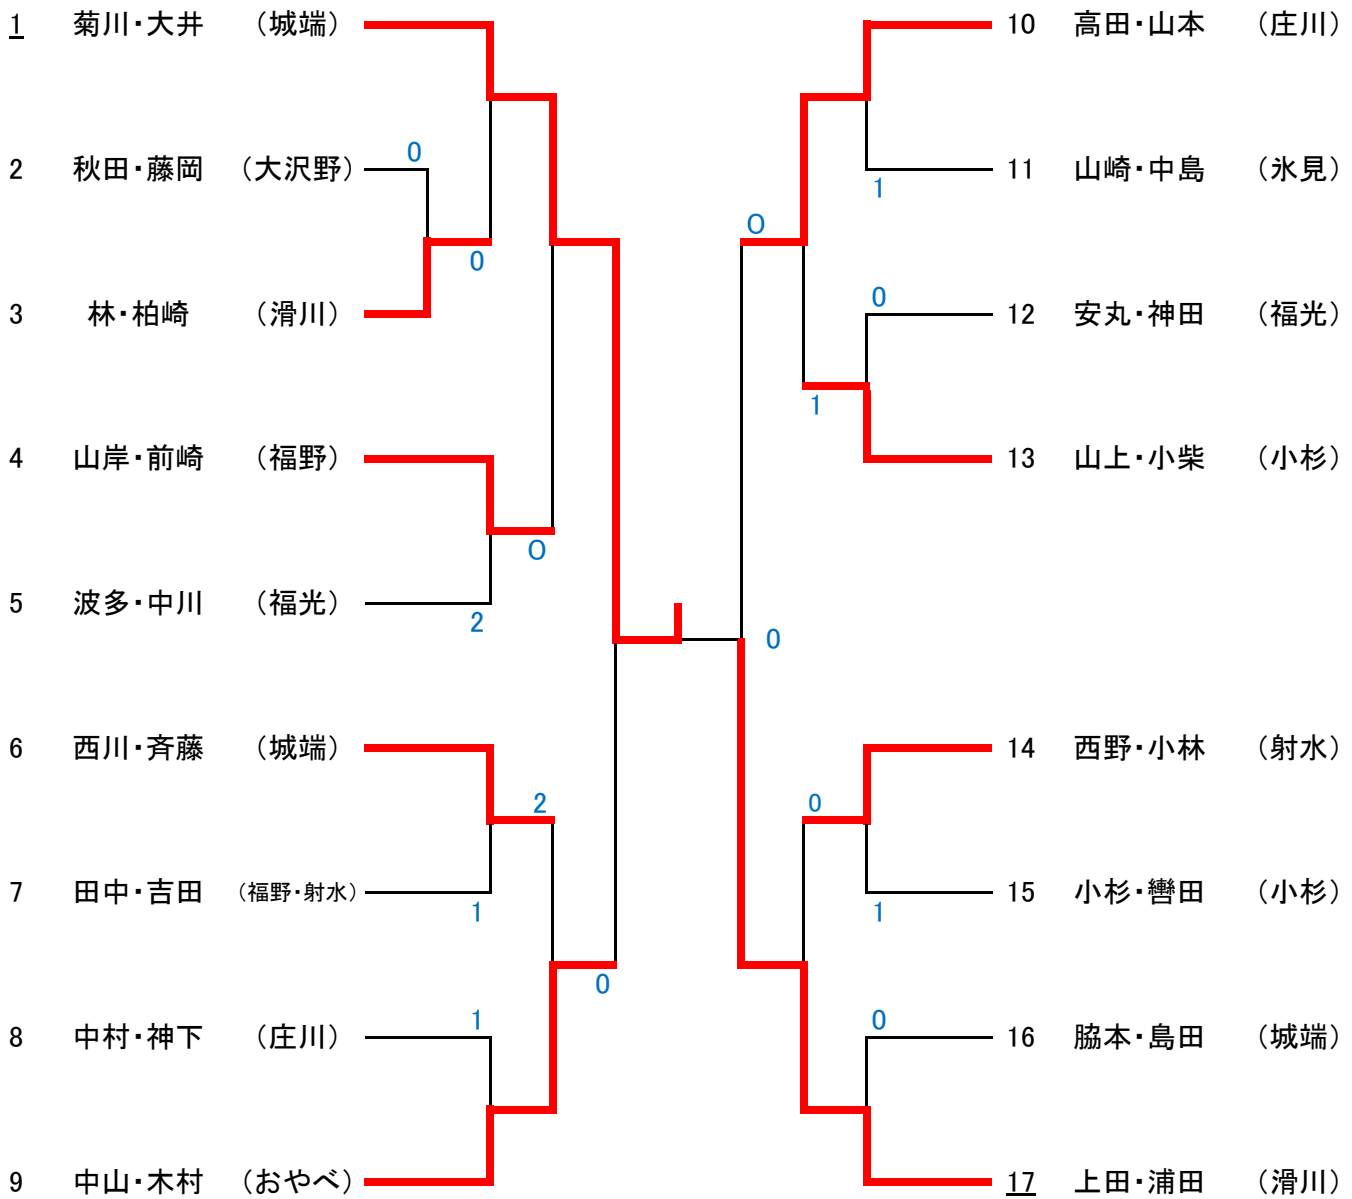 1 菊川・大井 （城端）
0
2 秋田・藤岡 （大沢野）
0
3 林・柏崎 （滑川）
4 山岸・前崎 （福野）
O
5 波多・中川 （福光）
2
6 西川・斉藤 （城端）
2
7 田中・吉田 （福野・射水）
1
0
1
8 中村・神下 （庄川）
9 中山・木村 （おやべ）
10 高田・山本 （庄川）
11 山崎・中島 （氷見）
1
O
0
12 安丸・神田 （福光）
1
13 山上・小柴 （小杉）
0
14 西野・小林 （射水）
0
15 小杉・轡田 （小杉）
1
0
16 脇本・島田 （城端）
17 上田・浦田 （滑川）